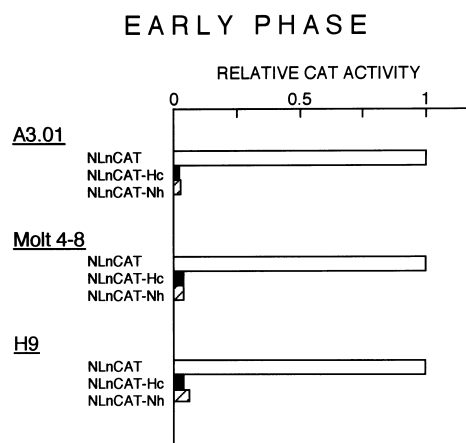 EARLY PHASE
RELATIVE CAT ACTIVITY
0 0.5 1
A3.01
NLnCAT
NLnCAT-Hc
NLnCAT-Nh
Molt 4-8
NLnCAT
NLnCAT-Hc
NLnCAT-Nh
H9
NLnCAT
NLnCAT-Hc
NLnCAT-Nh